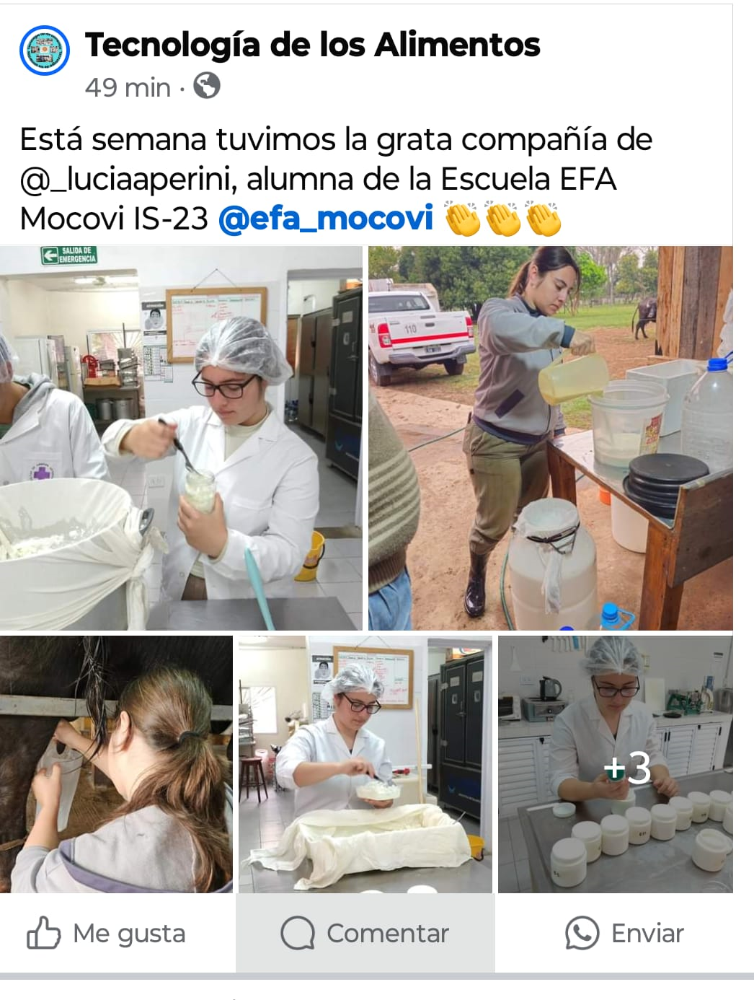 Tecnología de los Alimentos
49 min ·
Está semana tuvimos la grata compañía de
@_luciaaperini, alumna de la Escuela EFA
Mocovi IS-23 @efa_mocovi 👏👏👏
SALIDA DE
EMERGENCIA
110
+3
Me gusta
Comentar
Enviar